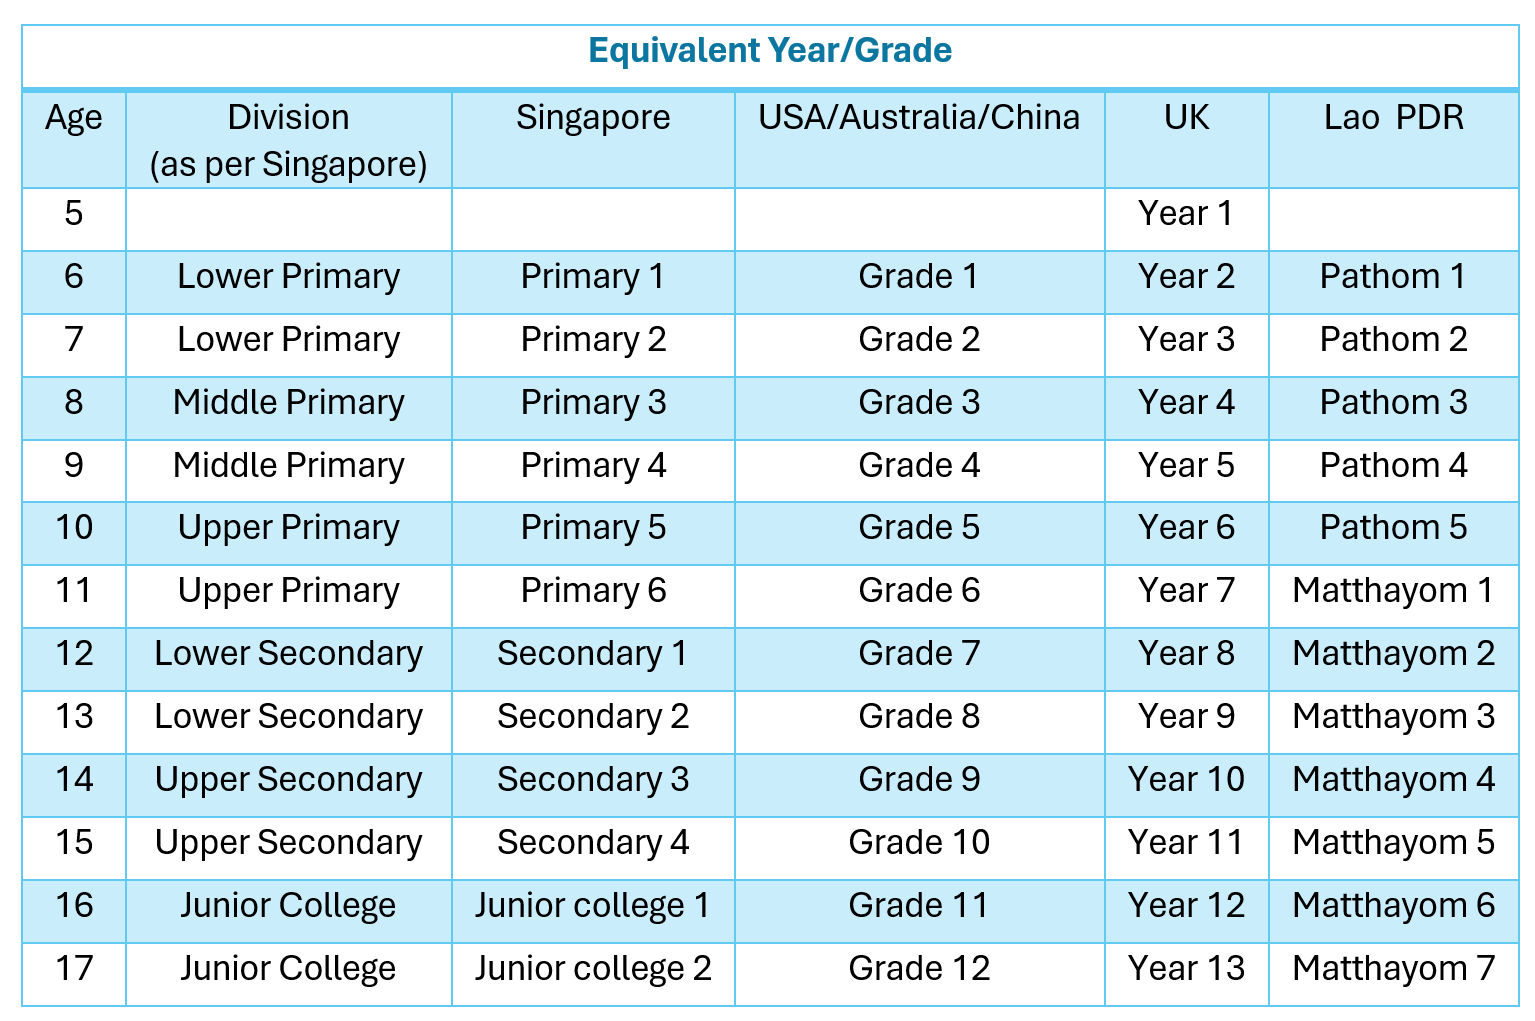 Equivalent Year/Grade
Age Division Singapore USA/Australia/China UK Lao PDR
(as per Singapore)
5 Year 1
6 Lower Primary Primary 1 Grade 1 Year 2 Pathom 1
7 Lower Primary Primary 2 Grade 2 Year 3 Pathom 2
8 Middle Primary Primary 3 Grade 3 Year 4 Pathom 3
9 Middle Primary Primary 4 Grade 4 Year 5 Pathom 4
10 Upper Primary Primary 5 Grade 5 Year 6 Pathom 5
11 Upper Primary Primary 6 Grade 6 Year 7 Matthayom 1
12 Lower Secondary Secondary 1 Grade 7 Year 8 Matthayom 2
13 Lower Secondary Secondary 2 Grade 8 Year 9 Matthayom 3
14 Upper Secondary Secondary 3 Grade 9 Year 10 Matthayom 4
15 Upper Secondary Secondary 4 Grade 10 Year 11 Matthayom 5
16 Junior College Junior college 1 Grade 11 Year 12 Matthayom 6
17 Junior College Junior college 2 Grade 12 Year 13 Matthayom 7